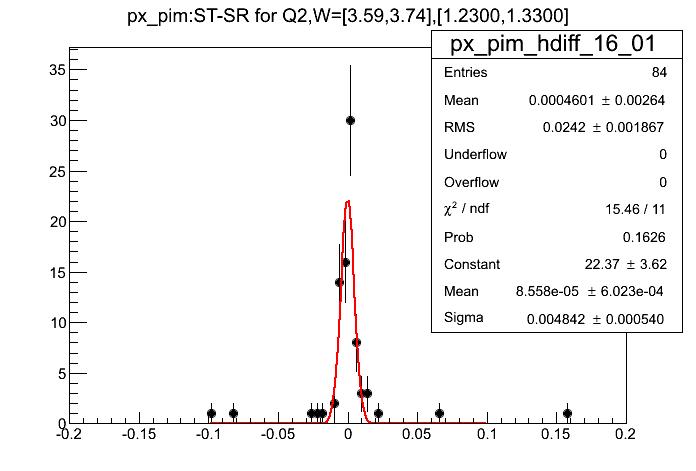 px_pim:ST-SR for Q2,W=[3.59,3.74],[1.2300,1.3300]
px_pim_hdiff_16_01
Entries 84
Mean 0.0004601 ± 0.00264
RMS 0.0242 ± 0.001867
Underflow 0
Overflow 0
χ² / ndf 15.46 / 11
Prob 0.1626
Constant 22.37 ± 3.62
Mean 8.558e-05 ± 6.023e-04
Sigma 0.004842 ± 0.000540
35
30
25
20
15
10
5
0
-0.2 -0.15 -0.1 -0.05 0 0.05 0.1 0.15 0.2